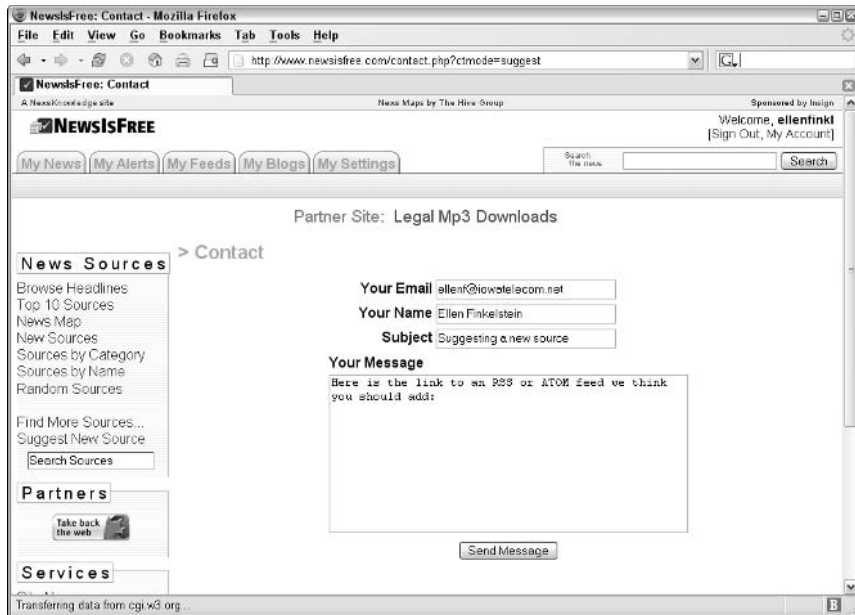 NewsIsFree: Contact - Mozilla Firefox
File Edit View Go Bookmarks Tab Tools Help
http://www.newsisfree.com/contact.php?ctmode=suggest
G
NewsIsFree: Contact
A NewsKnowledge site
News Maps by The Hive Group
Sponsored by Insign
NEWSISFREE
Welcome, ellenfinkl
[Sign Out, My Account]
My News My Alerts My Feeds My Blogs My Settings
Search the news
Search
Partner Site: Legal Mp3 Downloads
> Contact
News Sources
Browse Headlines
Top 10 Sources
News Map
New Sources
Sources by Category
Sources by Name
Random Sources
Find More Sources...
Suggest New Source
Search Sources
Partners
Take back
the web
Services
Your Email ellenf@iowatelecom.net
Your Name Ellen Finkelstein
Subject Suggesting a new source
Your Message
Here is the link to an RSS or ATOM feed we think
you should add:
Send Message
Transferring data from cgi.w3.org...
B